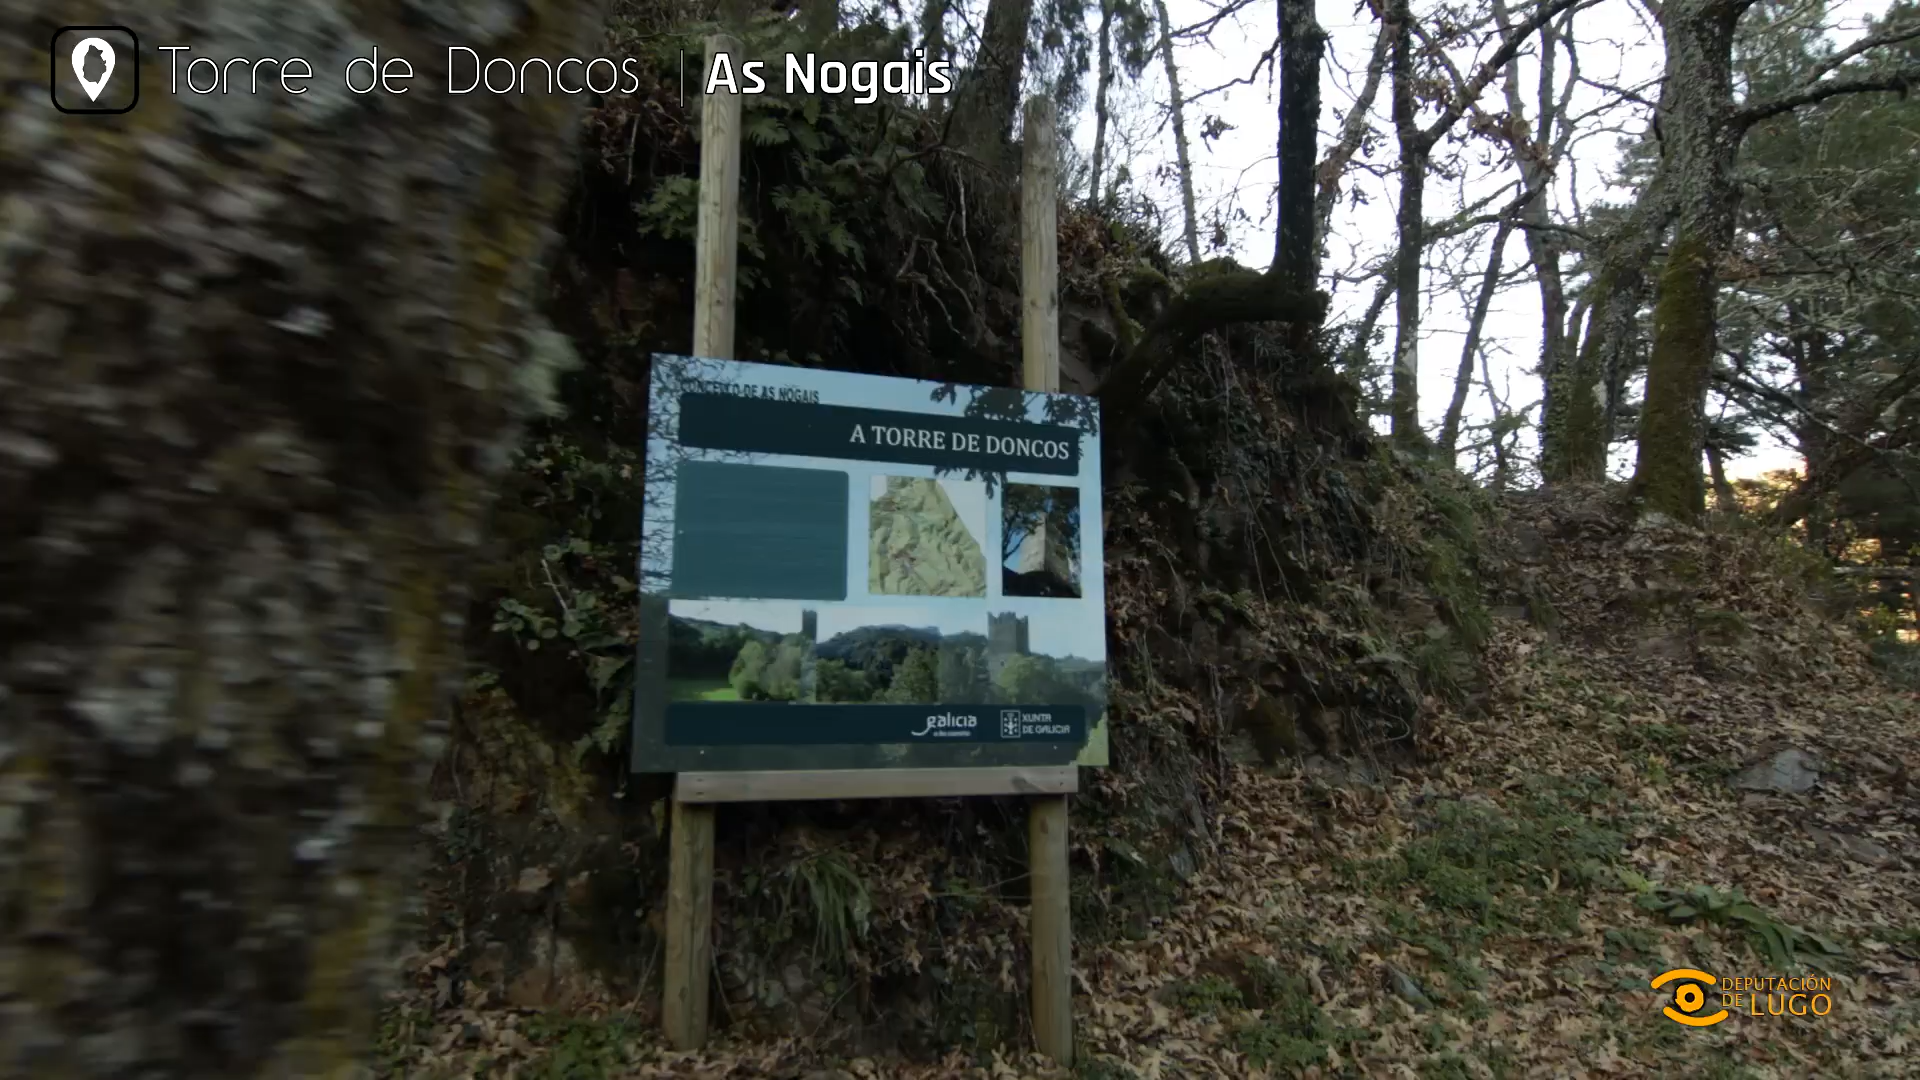 Torre de Doncos | As Nogais
CONCELLO DE AS NOGAIS
A TORRE DE DONCOS
galicia
XUNTA
DE GALICIA
DEPUTACIÓN
DE LUGO